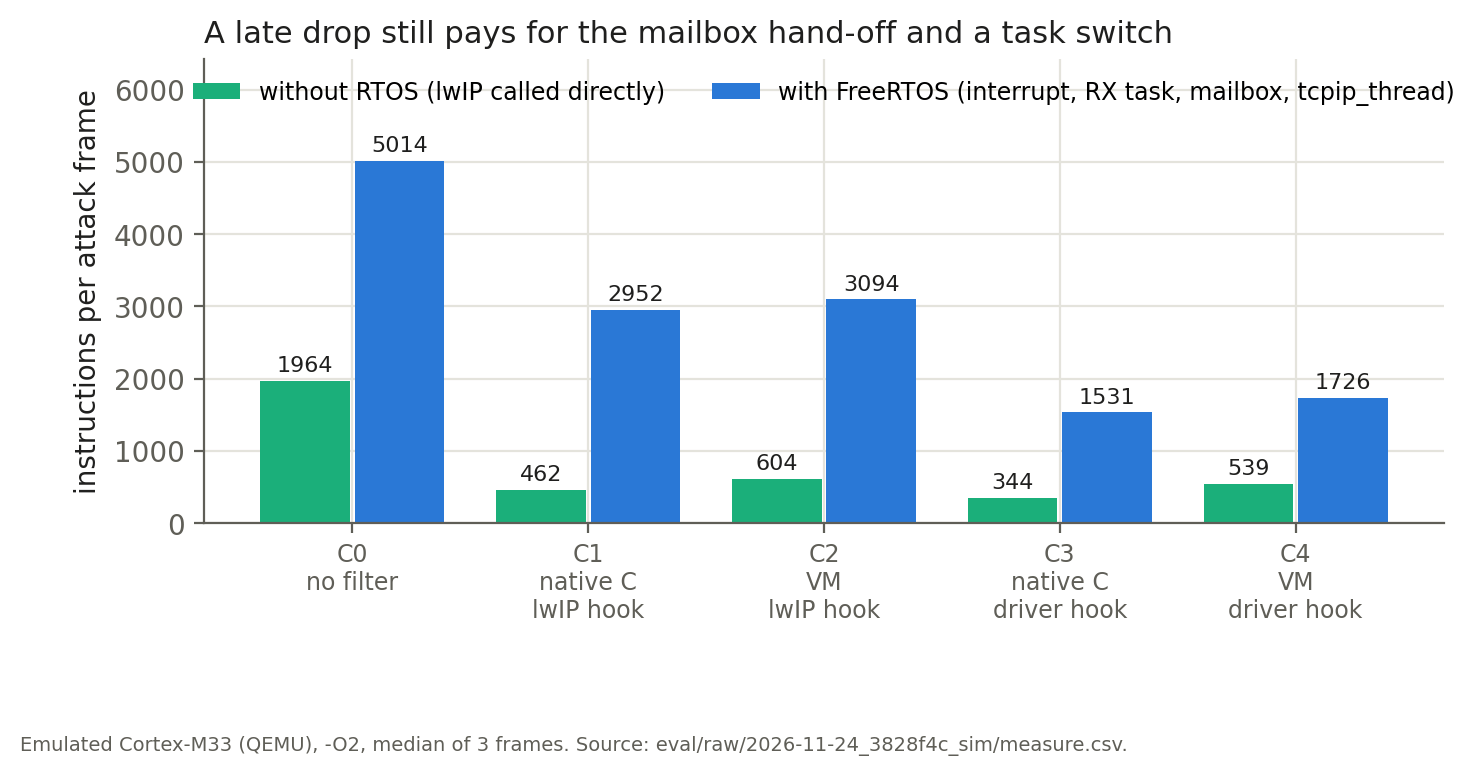 A late drop still pays for the mailbox hand-off and a task switch
without RTOS (lwIP called directly)
with FreeRTOS (interrupt, RX task, mailbox, tcpip_thread)
instructions per attack frame
6000
5000
4000
3000
2000
1000
0
1964
5014
462
2952
604
3094
344
1531
539
1726
C0
no filter
C1
native C
lwIP hook
C2
VM
lwIP hook
C3
native C
driver hook
C4
VM
driver hook
Emulated Cortex-M33 (QEMU), -O2, median of 3 frames. Source: eval/raw/2026-11-24_3828f4c_sim/measure.csv.